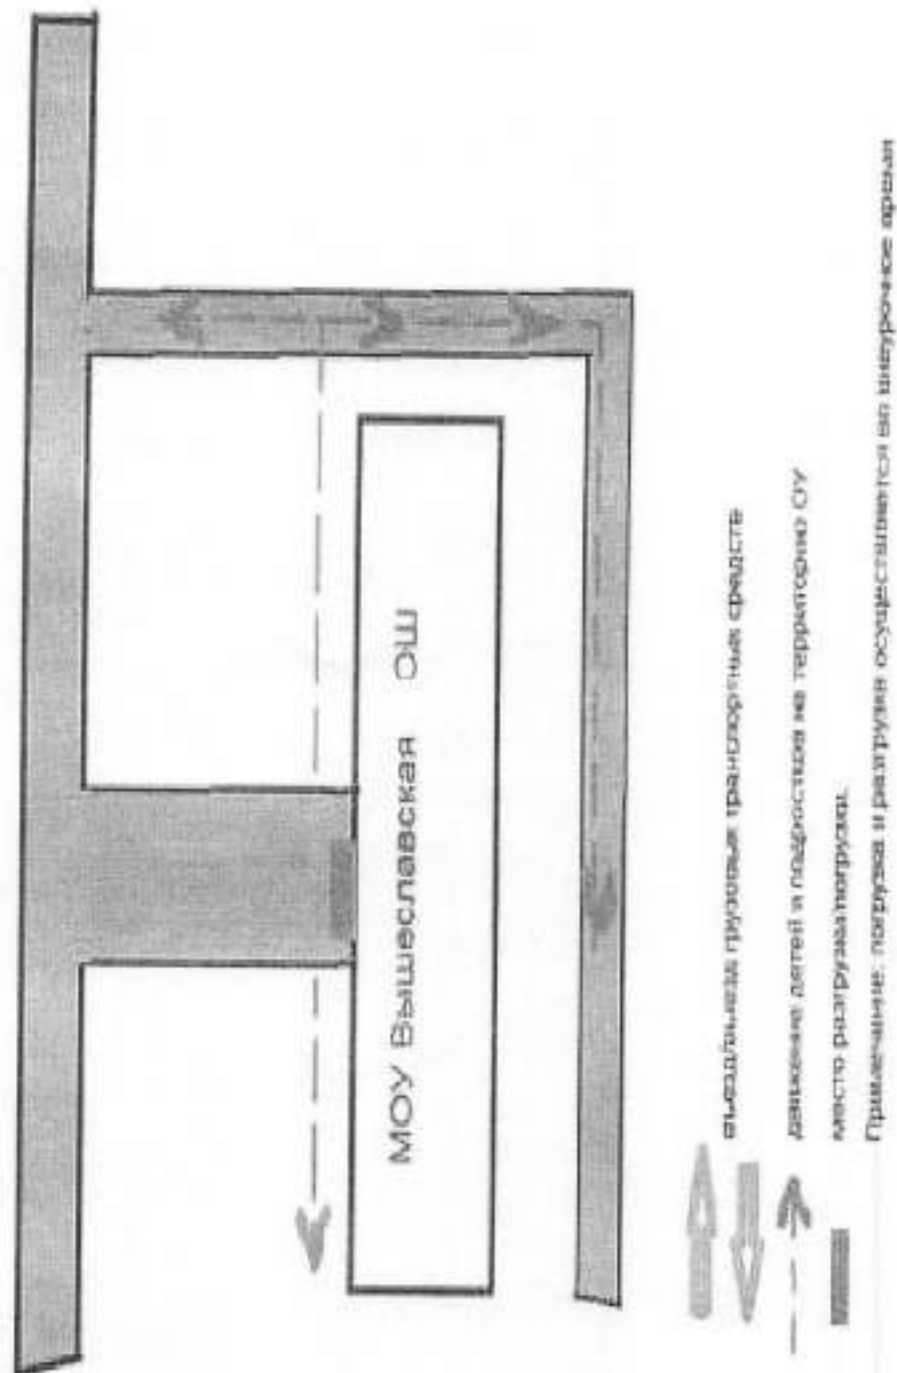 МОУ Вышеславская ОШ
въезд/выезд грузовых транспортных средств
движение детей и подростков на территорию ОУ
место разгрузки/погрузки.
Примечание: погрузка и разгрузка осуществляется во внеурочное время